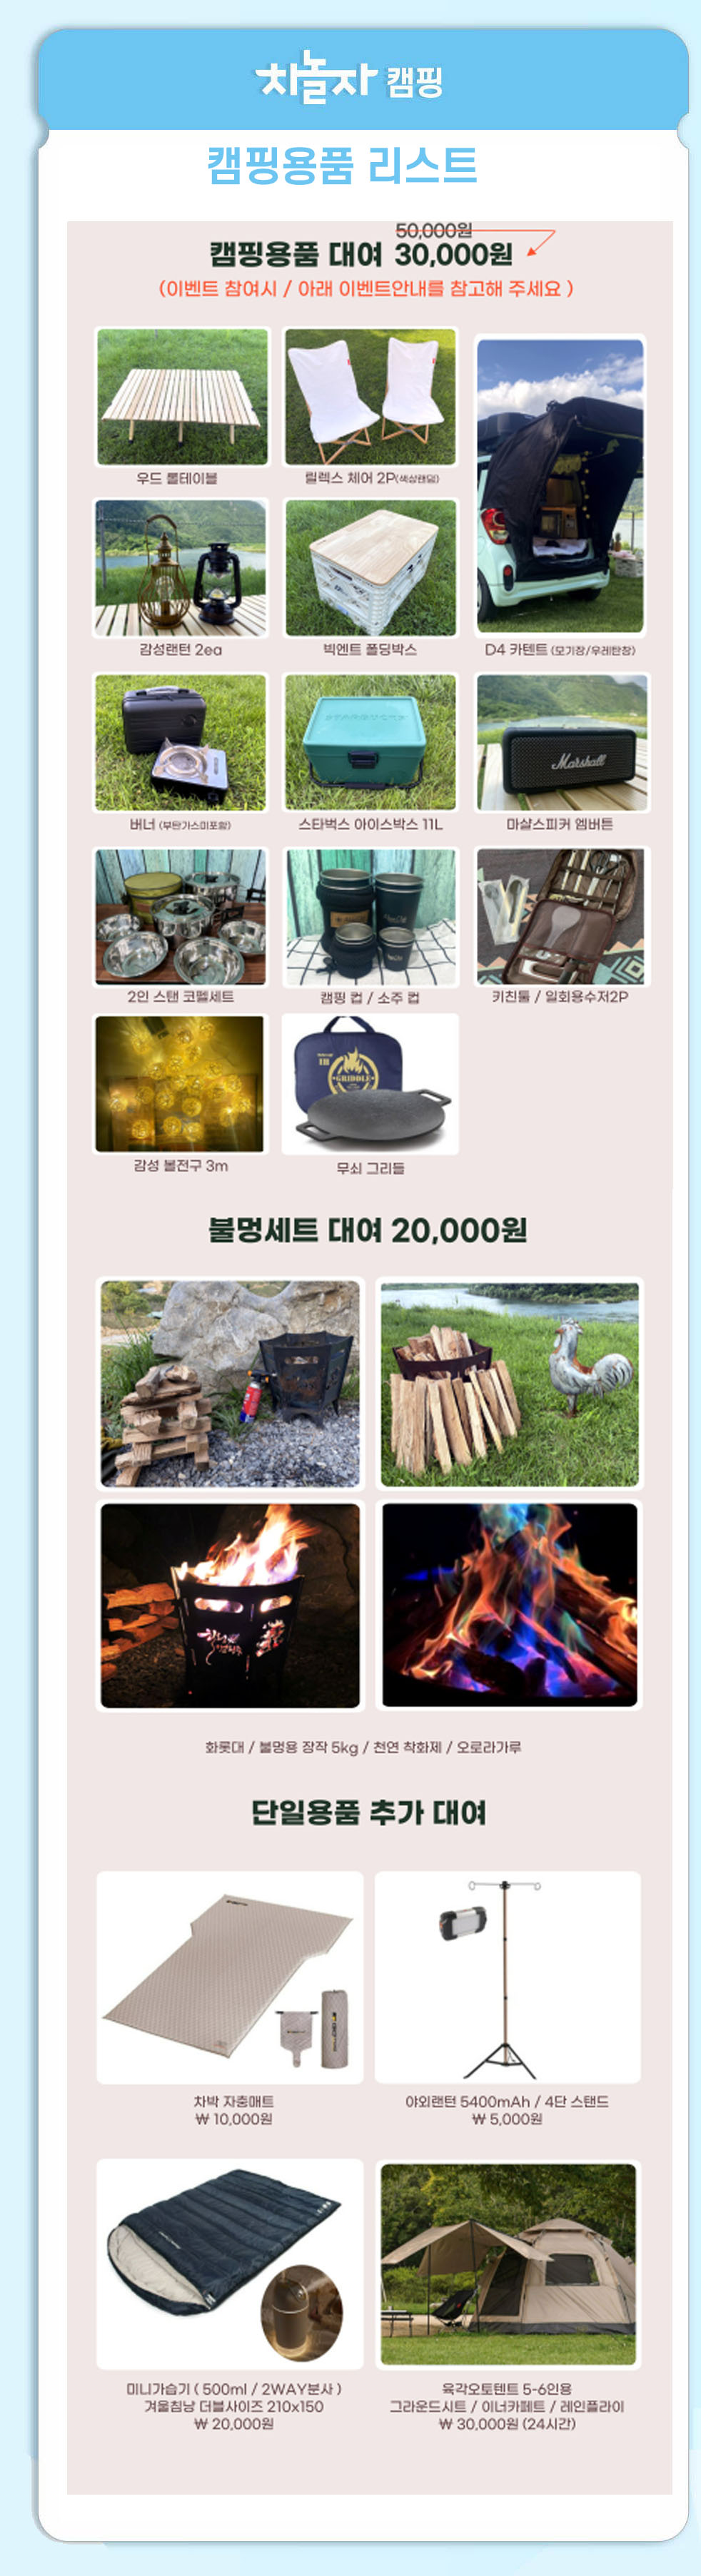 차놀자 캠핑
캠핑용품 리스트
50,000원
캠핑용품 대여 30,000원
(이벤트 참여시 / 아래 이벤트안내를 참고해 주세요 )
우드 롤테이블
릴렉스 체어 2P(색상랜덤)
감성랜턴 2ea
빅엔트 폴딩박스
D4 카텐트 (모기장/우레탄창)
STARBUCKS
Marshall
버너 (부탄가스미포함)
스타벅스 아이스박스 11L
마샬스피커 엠버튼
2인 스탠 코펠세트
캠핑 컵 / 소주 컵
키친툴 / 일회용수저2P
GRIDDLE
감성 볼전구 3m
무쇠 그리들
불멍세트 대여 20,000원
화롯대 / 불멍용 장작 5kg / 천연 착화제 / 오로라가루
단일용품 추가 대여
차박 자충매트
₩ 10,000원
야외랜턴 5400mAh / 4단 스탠드
₩ 5,000원
미니가습기 ( 500ml / 2WAY분사 )
겨울침낭 더블사이즈 210x150
₩ 20,000원
육각오토텐트 5-6인용
그라운드시트 / 이너카페트 / 레인플라이
₩ 30,000원 (24시간)